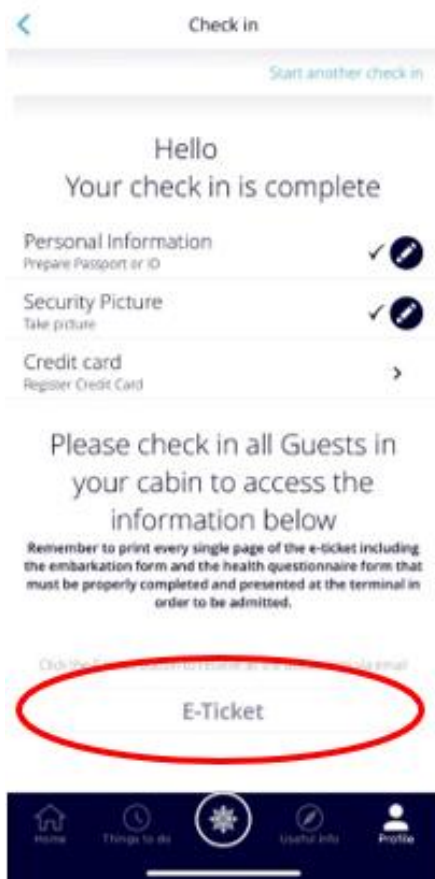 Check in
Start another check in
Hello
Your check in is complete
Personal Information
Prepare Passport or ID
Security Picture
Take picture
Credit card
Register Credit Card
Please check in all Guests in
your cabin to access the
information below
Remember to print every single page of the e-ticket including
the embarkation form and the health questionnaire form that
must be properly completed and presented at the terminal in
order to be admitted.
Click the email
E-Ticket
Home
Things to do
Useful info
Profile